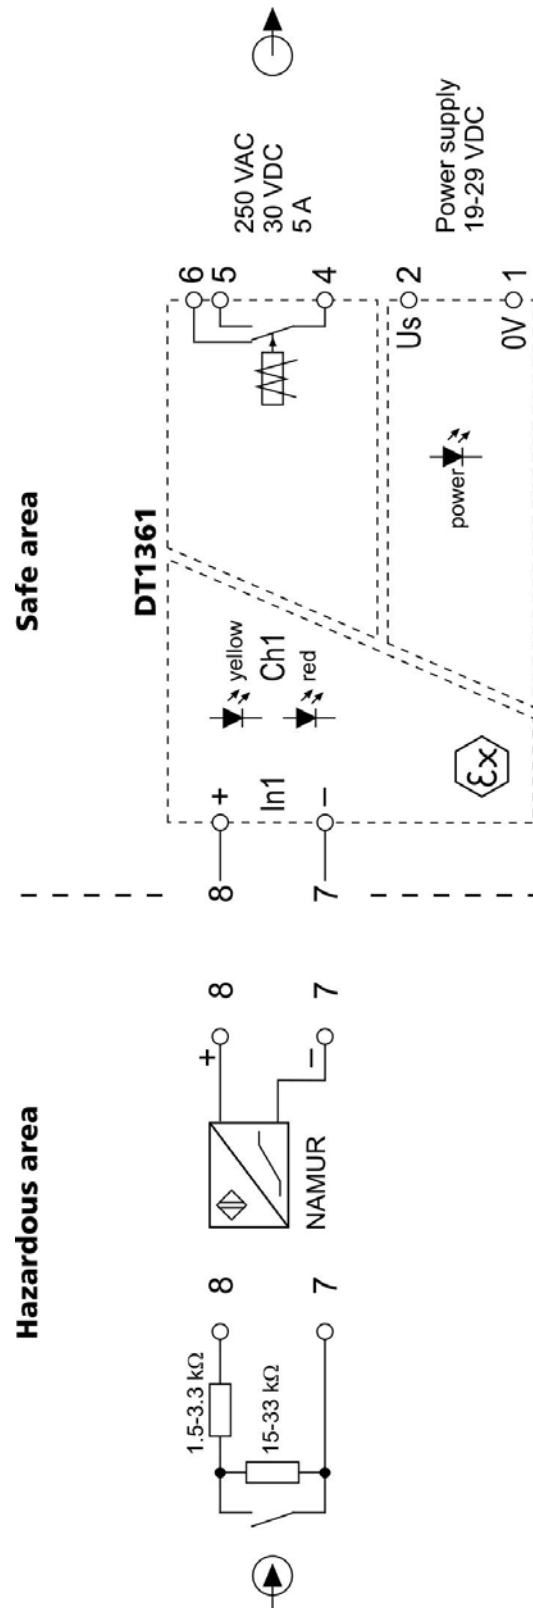 Hazardous area
Safe area
DT1361
1.5-3.3 kΩ
15-33 kΩ
8
7
+
–
8
7
NAMUR
8
7
+
In1
–
yellow
Ch1
red
Ex
6
5
4
250 VAC
30 VDC
5 A
power
Us
2
0V
1
Power supply
19-29 VDC